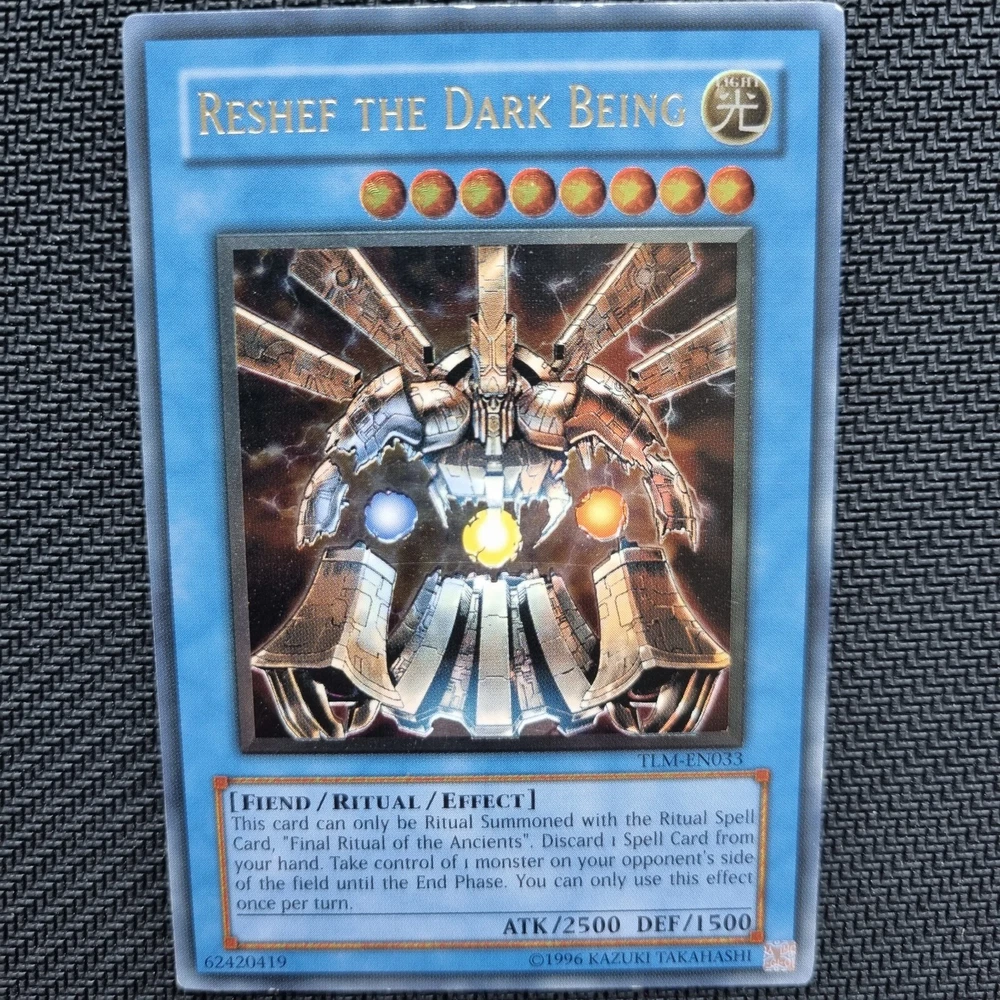 RESHEF THE DARK BEING
LIGHT
光
TLM-EN033
[FIEND / RITUAL / EFFECT]
This card can only be Ritual Summoned with the Ritual Spell
Card, "Final Ritual of the Ancients". Discard 1 Spell Card from
your hand. Take control of 1 monster on your opponent's side
of the field until the End Phase. You can only use this effect
once per turn.
ATK/2500 DEF/1500
62420419
©1996 KAZUKI TAKAHASHI